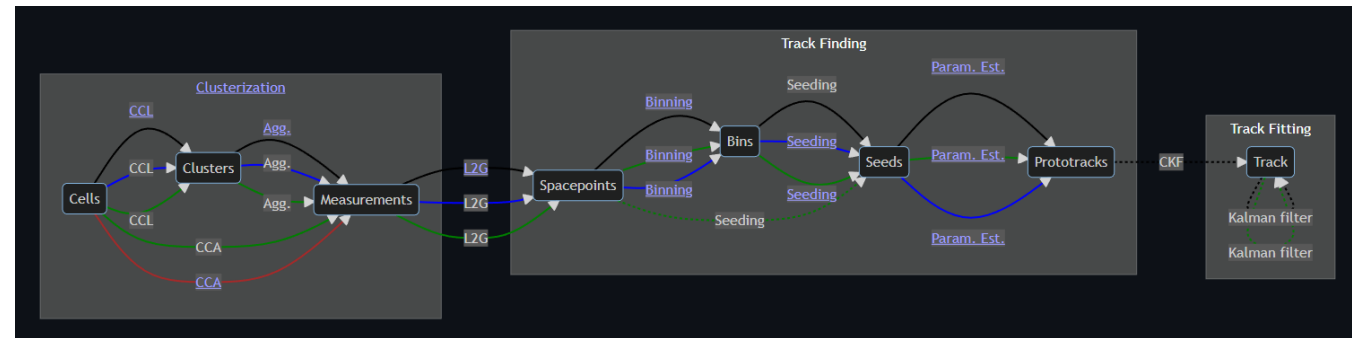 Clusterization
CCL
CCL
CCL
Cells
Clusters
Agg.
Agg.
Agg.
Measurements
CCA
CCA
L2G
L2G
L2G
Track Finding
Spacepoints
Binning
Binning
Binning
Bins
Seeding
Seeding
Seeding
Seeding
Seeds
Param. Est.
Param. Est.
Param. Est.
Prototracks
CKF
Track Fitting
Track
Kalman filter
Kalman filter